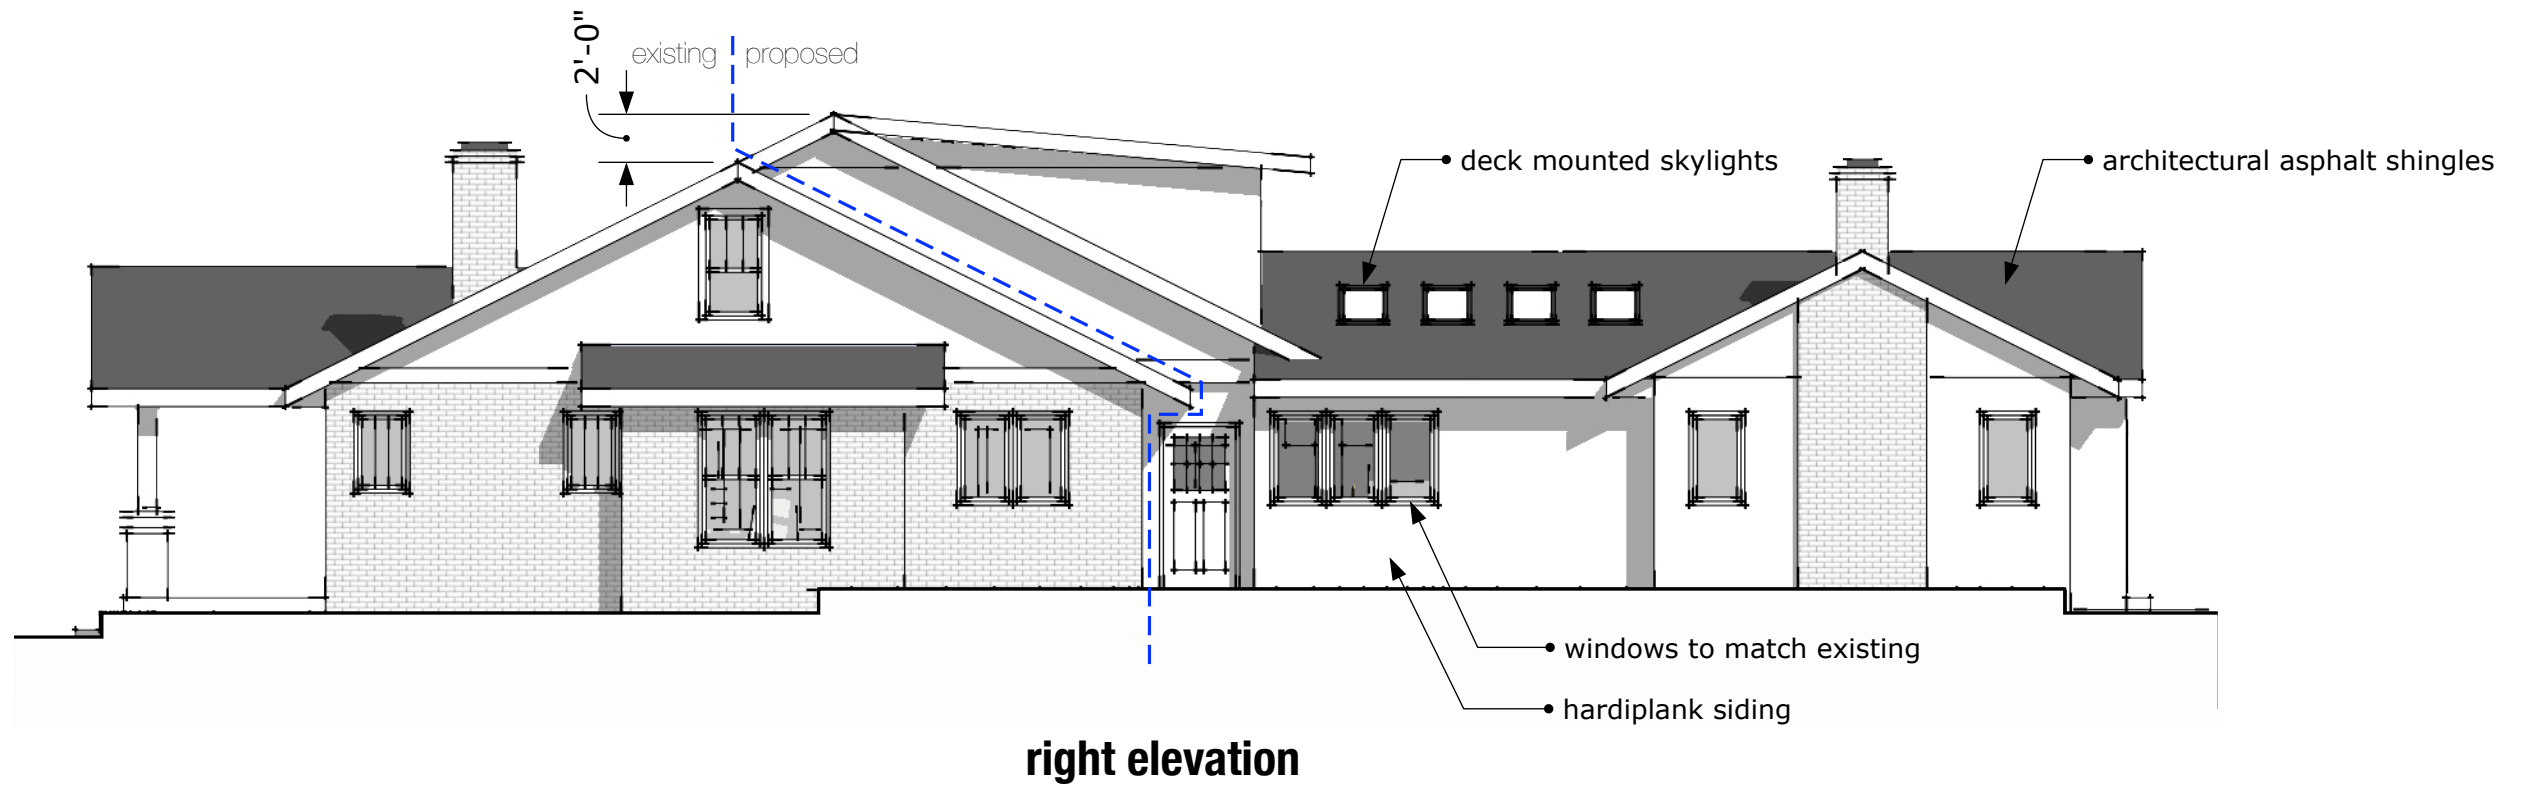 2'-0"
existing
proposed
deck mounted skylights
architectural asphalt shingles
windows to match existing
hardiplank siding
right elevation